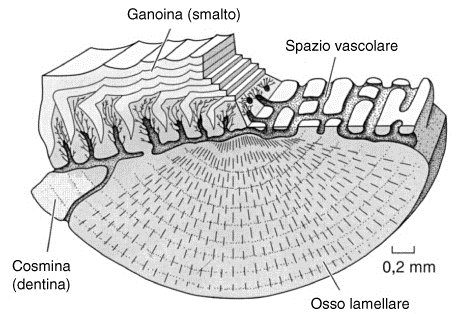 Ganoina (smalto)
Spazio vascolare
Cosmina
(dentina)
0,2 mm
Osso lamellare